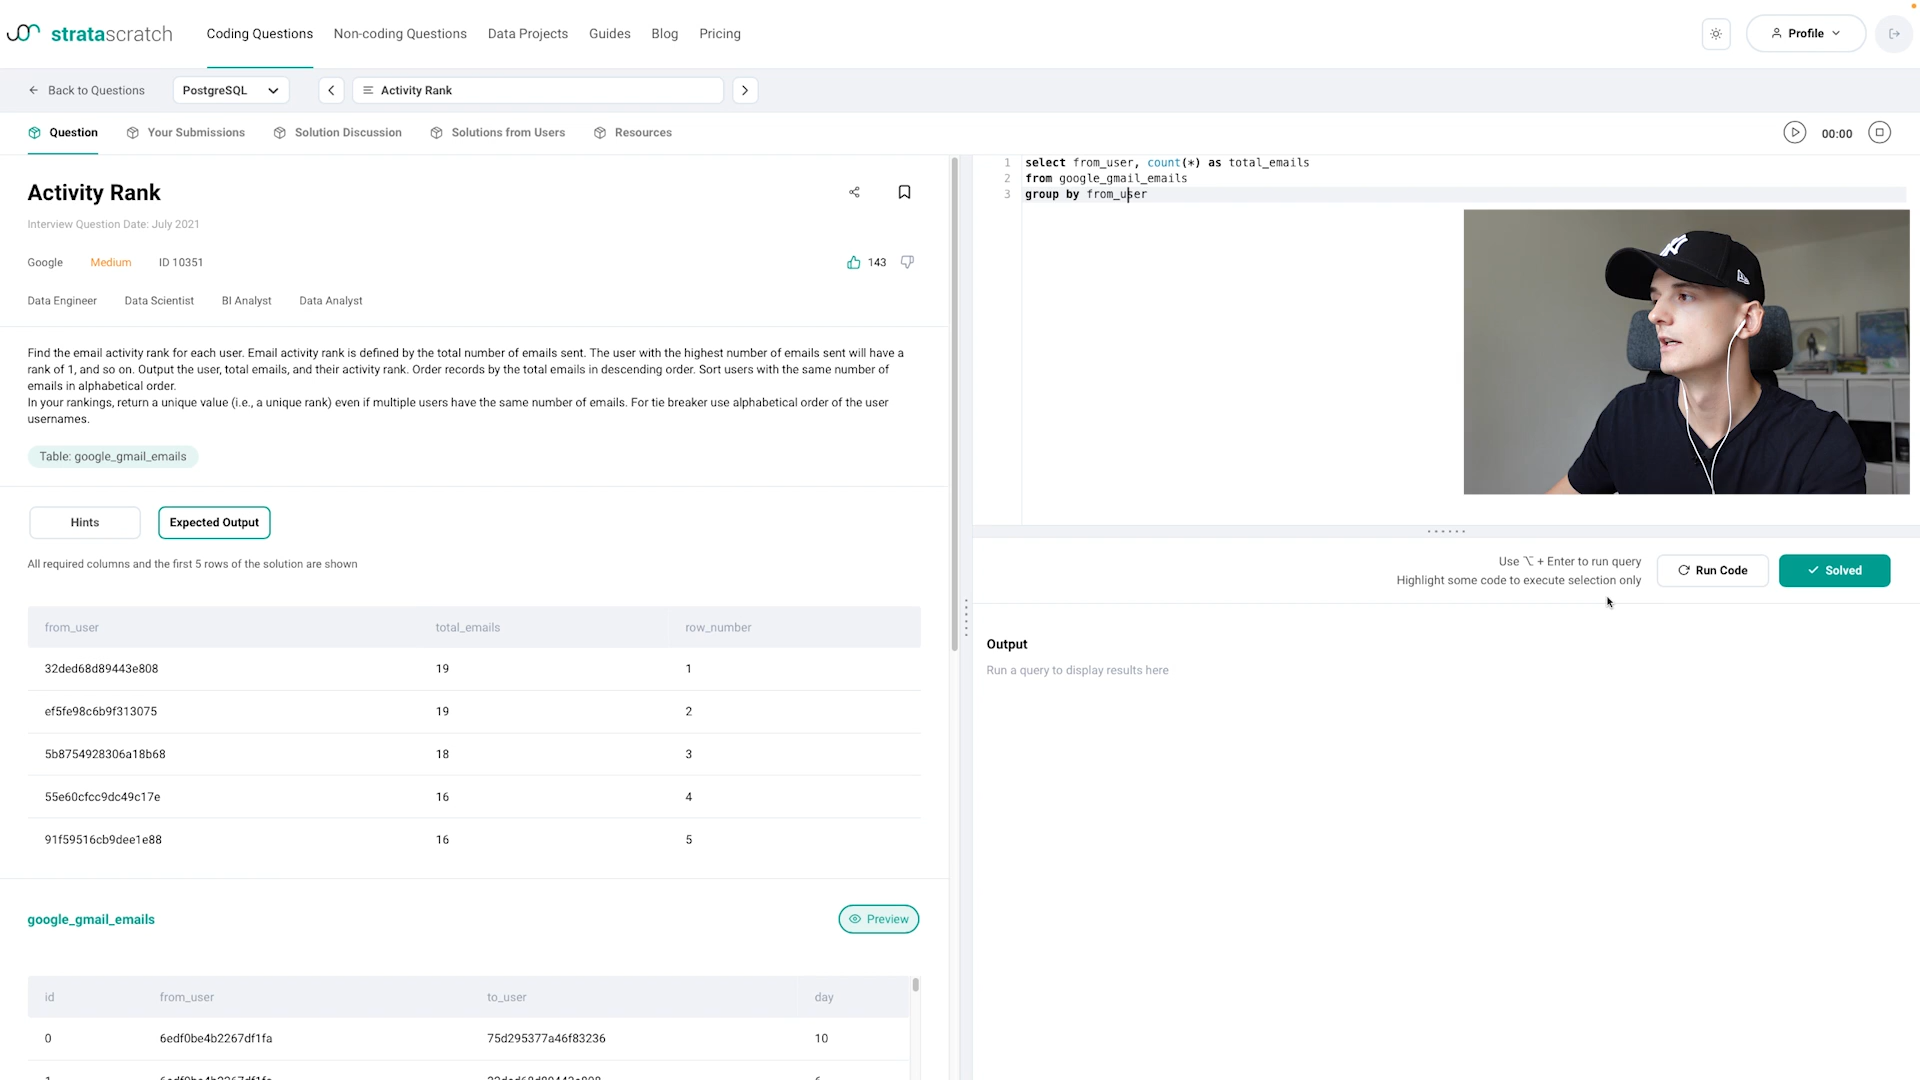 stratascratch
Coding Questions
Non-coding Questions
Data Projects
Guides
Blog
Pricing
Profile
Back to Questions
PostgreSQL
Activity Rank
Question
Your Submissions
Solution Discussion
Solutions from Users
Resources
00:00
Activity Rank
Interview Question Date: July 2021
Google Medium ID 10351
143
Data Engineer Data Scientist BI Analyst Data Analyst
Find the email activity rank for each user. Email activity rank is defined by the total number of emails sent. The user with the highest number of emails sent will have a
rank of 1, and so on. Output the user, total emails, and their activity rank. Order records by the total emails in descending order. Sort users with the same number of
emails in alphabetical order.
In your rankings, return a unique value (i.e., a unique rank) even if multiple users have the same number of emails. For tie breaker use alphabetical order of the user
usernames.
Table: google_gmail_emails
Hints
Expected Output
All required columns and the first 5 rows of the solution are shown
from_user total_emails row_number
32ded68d89443e808 19 1
ef5fe98c6b9f313075 19 2
5b8754928306a18b68 18 3
55e60cfcc9dc49c17e 16 4
91f59516cb9dee1e88 16 5
google_gmail_emails
Preview
id from_user to_user day
0 6edf0be4b2267df1fa 75d295377a46f83236 10
1 select from_user, count(*) as total_emails
2 from google_gmail_emails
3 group by from_user
Use ⌥ + Enter to run query
Highlight some code to execute selection only
Run Code
Solved
Output
Run a query to display results here